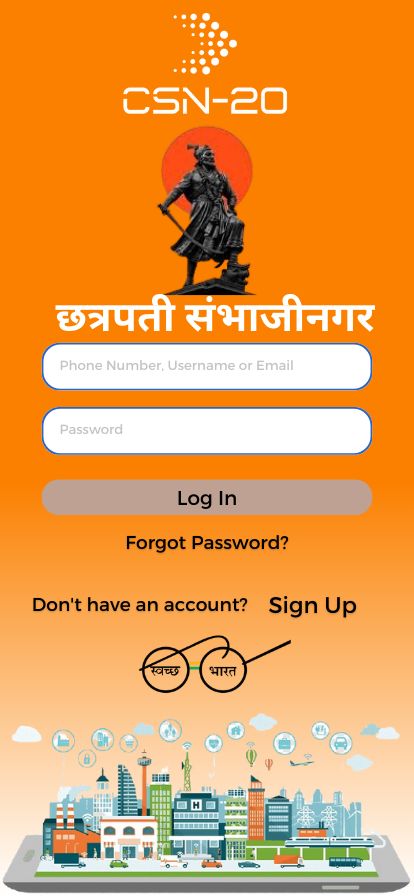 CSN-20
छत्रपती संभाजीनगर
Phone Number, Username or Email
Password
Log In
Forgot Password?
Don't have an account? Sign Up
स्वच्छ भारत
H